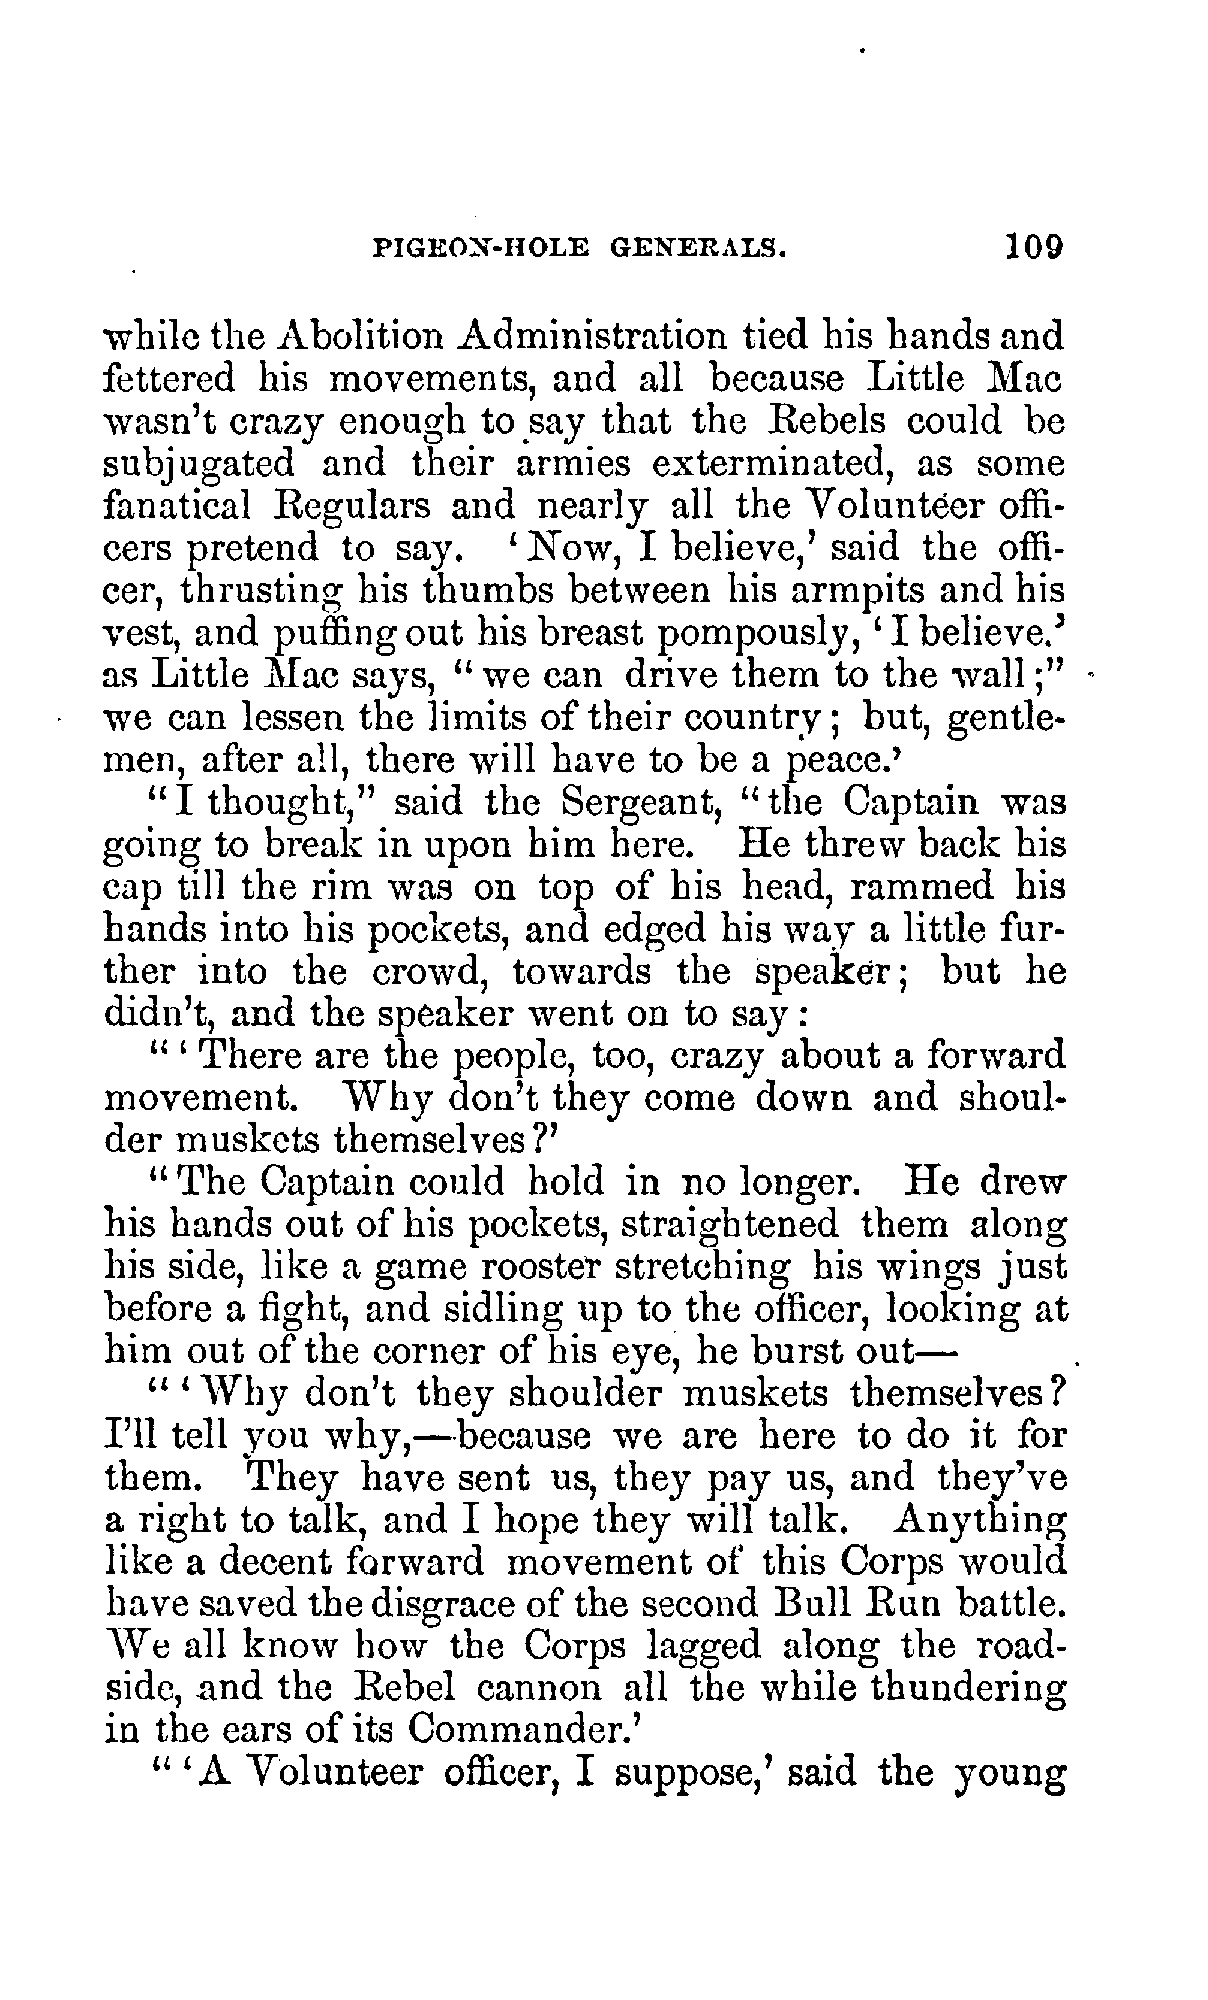 PIGEON-HOLE GENERALS. 109
while the Abolition Administration tied his hands and
fettered his movements, and all because Little Mac
wasn't crazy enough to say that the Rebels could be
subjugated and their armies exterminated, as some
fanatical Regulars and nearly all the Volunteer offi-
cers pretend to say. ‘Now, I believe,’ said the offi-
cer, thrusting his thumbs between his armpits and his
vest, and puffing out his breast pompously, ‘I believe.’
as Little Mac says, “we can drive them to the wall;”
we can lessen the limits of their country; but, gentle-
men, after all, there will have to be a peace.’
“I thought,” said the Sergeant, “the Captain was
going to break in upon him here. He threw back his
cap till the rim was on top of his head, rammed his
hands into his pockets, and edged his way a little fur-
ther into the crowd, towards the speaker; but he
didn't, and the speaker went on to say:
“‘There are the people, too, crazy about a forward
movement. Why don't they come down and shoul-
der muskets themselves?’
“The Captain could hold in no longer. He drew
his hands out of his pockets, straightened them along
his side, like a game rooster stretching his wings just
before a fight, and sidling up to the officer, looking at
him out of the corner of his eye, he burst out—
“‘Why don't they shoulder muskets themselves?
I'll tell you why,—because we are here to do it for
them. They have sent us, they pay us, and they've
a right to talk, and I hope they will talk. Anything
like a decent forward movement of this Corps would
have saved the disgrace of the second Bull Run battle.
We all know how the Corps lagged along the road-
side, and the Rebel cannon all the while thundering
in the ears of its Commander.’
“‘A Volunteer officer, I suppose,’ said the young